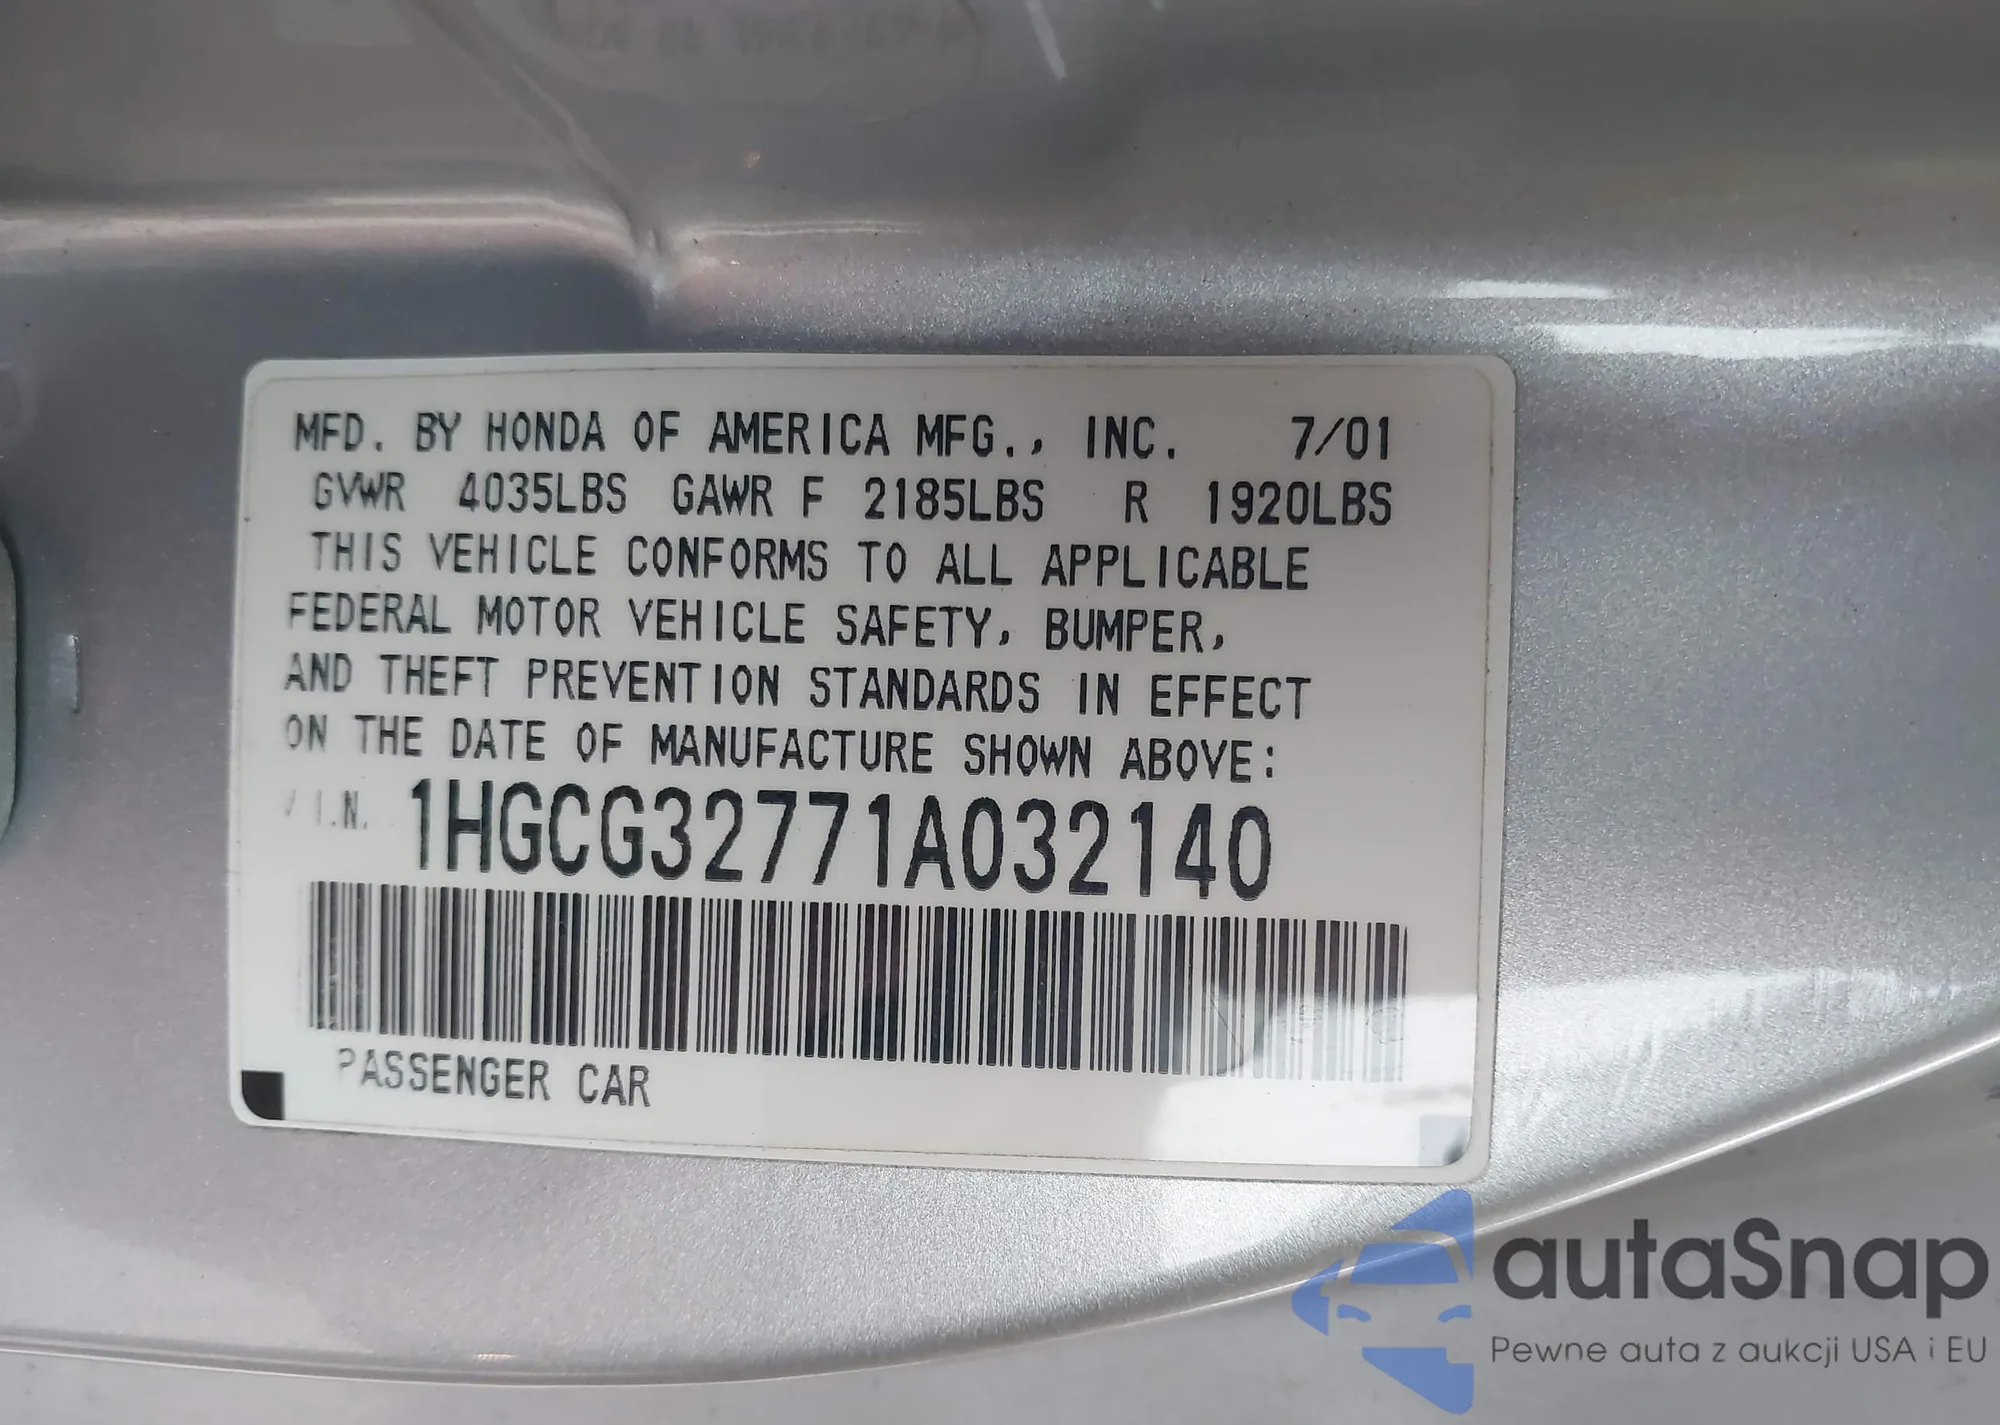 MFD. BY HONDA OF AMERICA MFG., INC. 7/01
GVWR 4035LBS GAWR F 2185LBS R 1920LBS
THIS VEHICLE CONFORMS TO ALL APPLICABLE
FEDERAL MOTOR VEHICLE SAFETY, BUMPER,
AND THEFT PREVENTION STANDARDS IN EFFECT
ON THE DATE OF MANUFACTURE SHOWN ABOVE:
V.I.N. 1HGCG32771A032140
PASSENGER CAR
autaSnap
Pewne auta z aukcji USA i EU